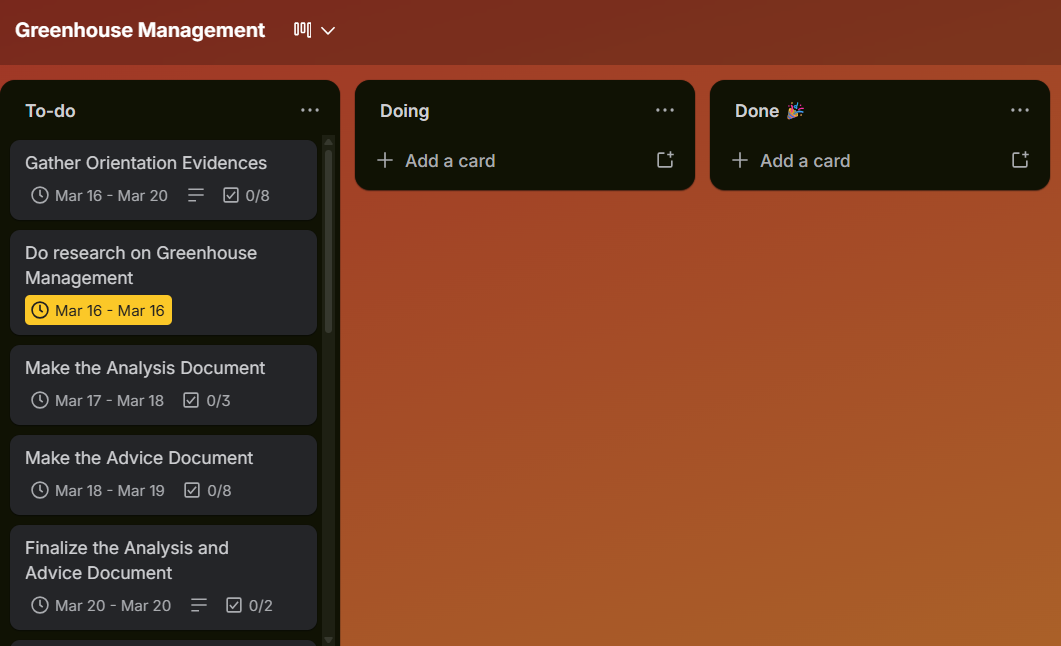 Greenhouse Management
To-do
Gather Orientation Evidences
Mar 16 - Mar 20 0/8
Do research on Greenhouse
Management
Mar 16 - Mar 16
Make the Analysis Document
Mar 17 - Mar 18 0/3
Make the Advice Document
Mar 18 - Mar 19 0/8
Finalize the Analysis and
Advice Document
Mar 20 - Mar 20 0/2
Doing
Add a card
Done 🎉
Add a card